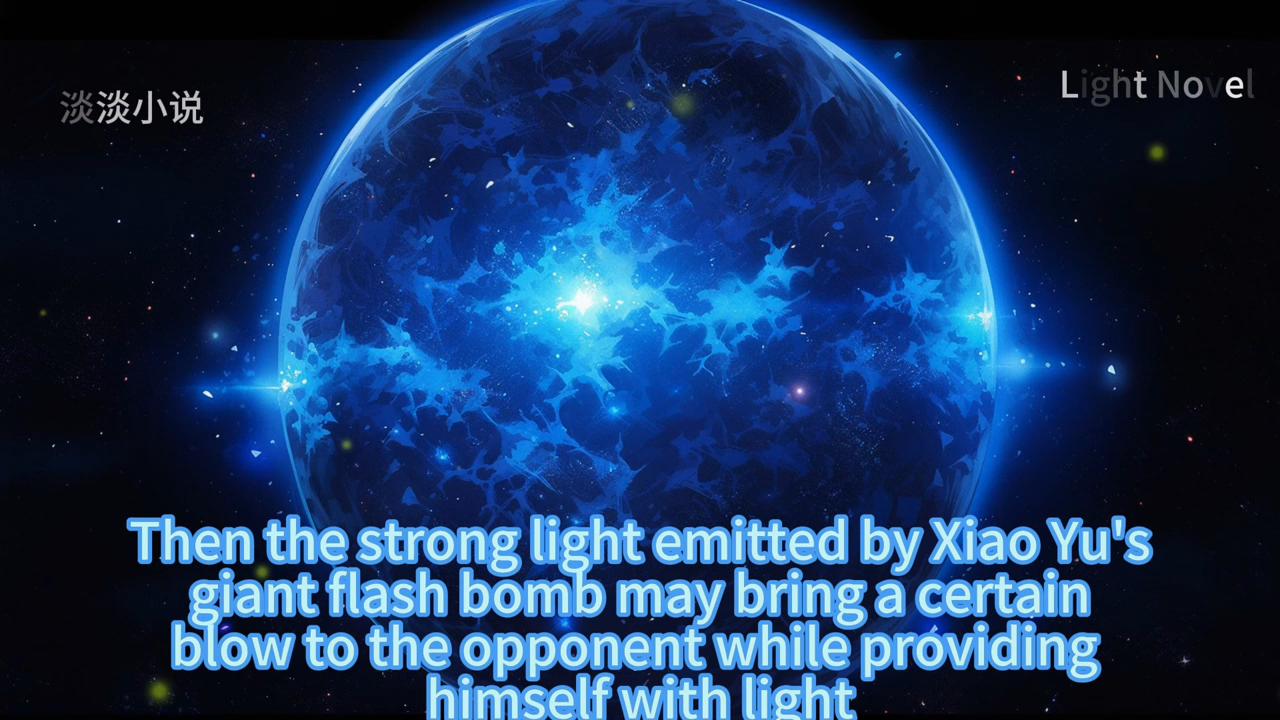 淡淡小说
Light Novel
Then the strong light emitted by Xiao Yu's
giant flash bomb may bring a certain
blow to the opponent while providing
himself with light